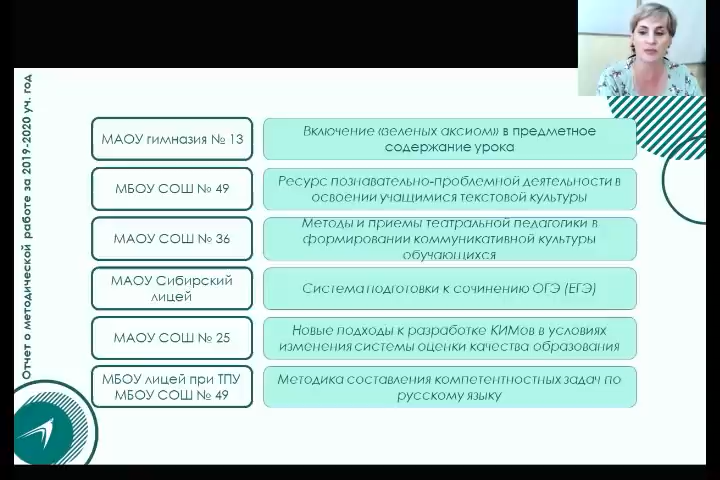 Отчет о методической работе за 2019-2020 уч. год
МАОУ гимназия № 13
Включение «зеленых аксиом» в предметное
содержание урока
МБОУ СОШ № 49
Ресурс познавательно-проблемной деятельности в
освоении учащимися текстовой культуры
МАОУ СОШ № 36
Методы и приемы театральной педагогики в
формировании коммуникативной культуры
обучающихся
МАОУ Сибирский
лицей
Система подготовки к сочинению ОГЭ (ЕГЭ)
МАОУ СОШ № 25
Новые подходы к разработке КИМов в условиях
изменения системы оценки качества образования
МБОУ лицей при ТПУ
МБОУ СОШ № 49
Методика составления компетентностных задач по
русскому языку